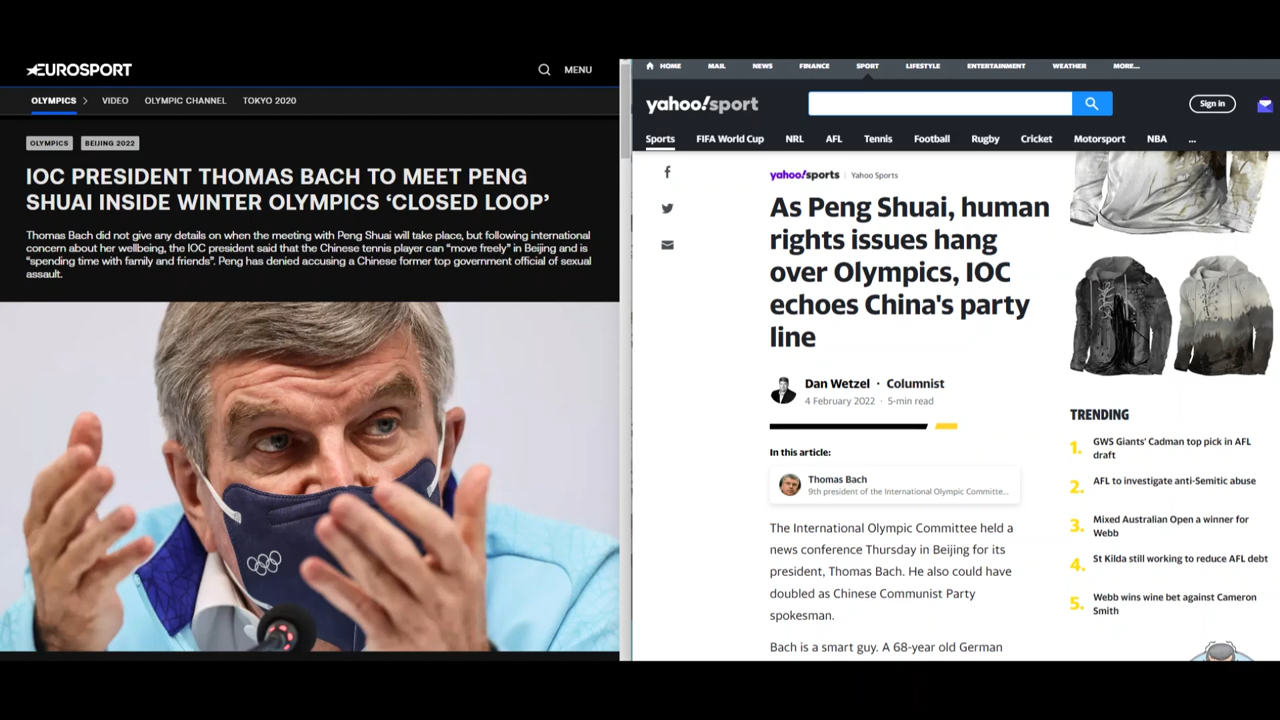 EUROSPORT
MENU
OLYMPICS
VIDEO
OLYMPIC CHANNEL
TOKYO 2020
OLYMPICS
BEIJING 2022
IOC PRESIDENT THOMAS BACH TO MEET PENG
SHUAI INSIDE WINTER OLYMPICS ‘CLOSED LOOP’
Thomas Bach did not give any details on when the meeting with Peng Shuai will take place, but following international
concern about her wellbeing, the IOC president said that the Chinese tennis player can “move freely” in Beijing and is
“spending time with family and friends”. Peng has denied accusing a Chinese former top government official of sexual
assault.
HOME
MAIL
NEWS
FINANCE
SPORT
LIFESTYLE
ENTERTAINMENT
WEATHER
MORE...
yahoo!sport
Sign in
Sports
FIFA World Cup
NRL
AFL
Tennis
Football
Rugby
Cricket
Motorsport
NBA
...
yahoo!sports
Yahoo Sports
As Peng Shuai, human
rights issues hang
over Olympics, IOC
echoes China's party
line
Dan Wetzel · Columnist
4 February 2022 · 5-min read
In this article:
Thomas Bach
9th president of the International Olympic Committe...
The International Olympic Committee held a
news conference Thursday in Beijing for its
president, Thomas Bach. He also could have
doubled as Chinese Communist Party
spokesman.
Bach is a smart guy. A 68-year old German
TRENDING
1. GWS Giants' Cadman top pick in AFL
draft
2. AFL to investigate anti-Semitic abuse
3. Mixed Australian Open a winner for
Webb
4. St Kilda still working to reduce AFL debt
5. Webb wins wine bet against Cameron
Smith